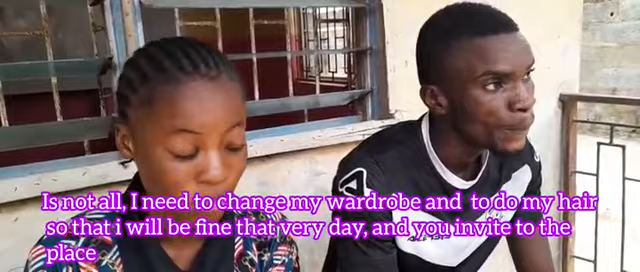 Is not all, I need to change my wardrobe and to do my hair
so that i will be fine that very day, and you invite to the
place